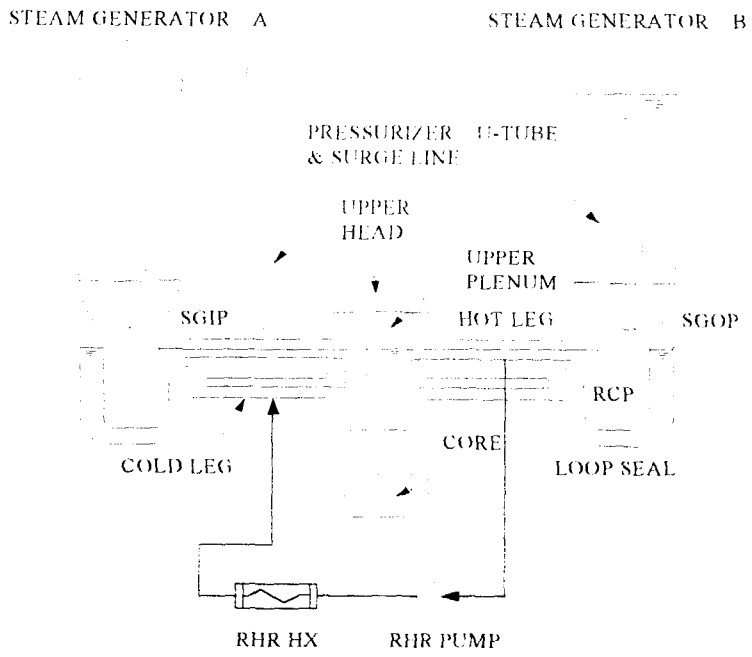 STEAM GENERATOR A
STEAM GENERATOR B
PRESSURIZER U-TUBE
& SURGE LINE
UPPER
HEAD
UPPER
PLENUM
SGIP
HOT LEG
SGOP
RCP
CORE
COLD LEG
LOOP SEAL
RHR HX
RHR PUMP